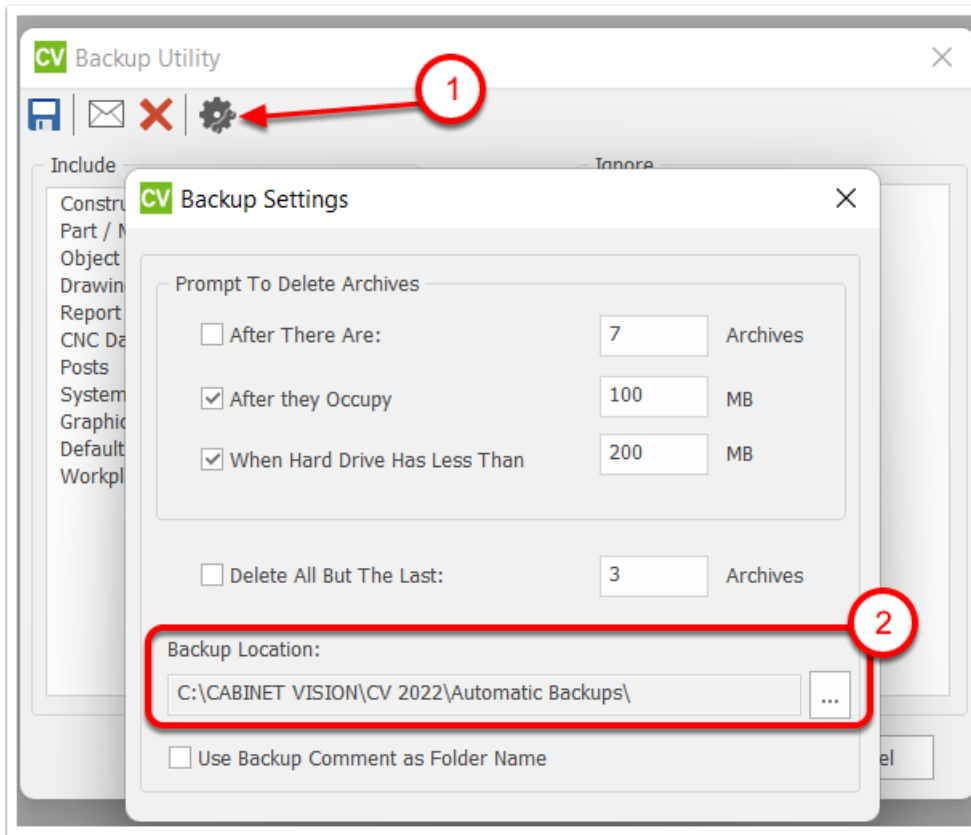 CV Backup Utility
1
Include
Ignore
Constru
Part /
Object
Drawin
Report
CNC Da
Posts
System
Graphic
Default
Workpl
CV Backup Settings
Prompt To Delete Archives
After There Are: 7 Archives
After they Occupy 100 MB
When Hard Drive Has Less Than 200 MB
Delete All But The Last: 3 Archives
2
Backup Location:
C:\CABINET VISION\CV 2022\Automatic Backups\ ...
Use Backup Comment as Folder Name
el